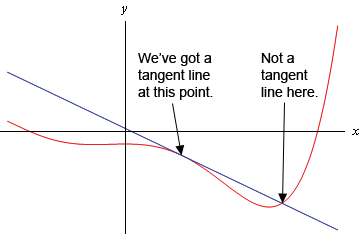 y
We've got a
tangent line
at this point.
Not a
tangent
line here.
x